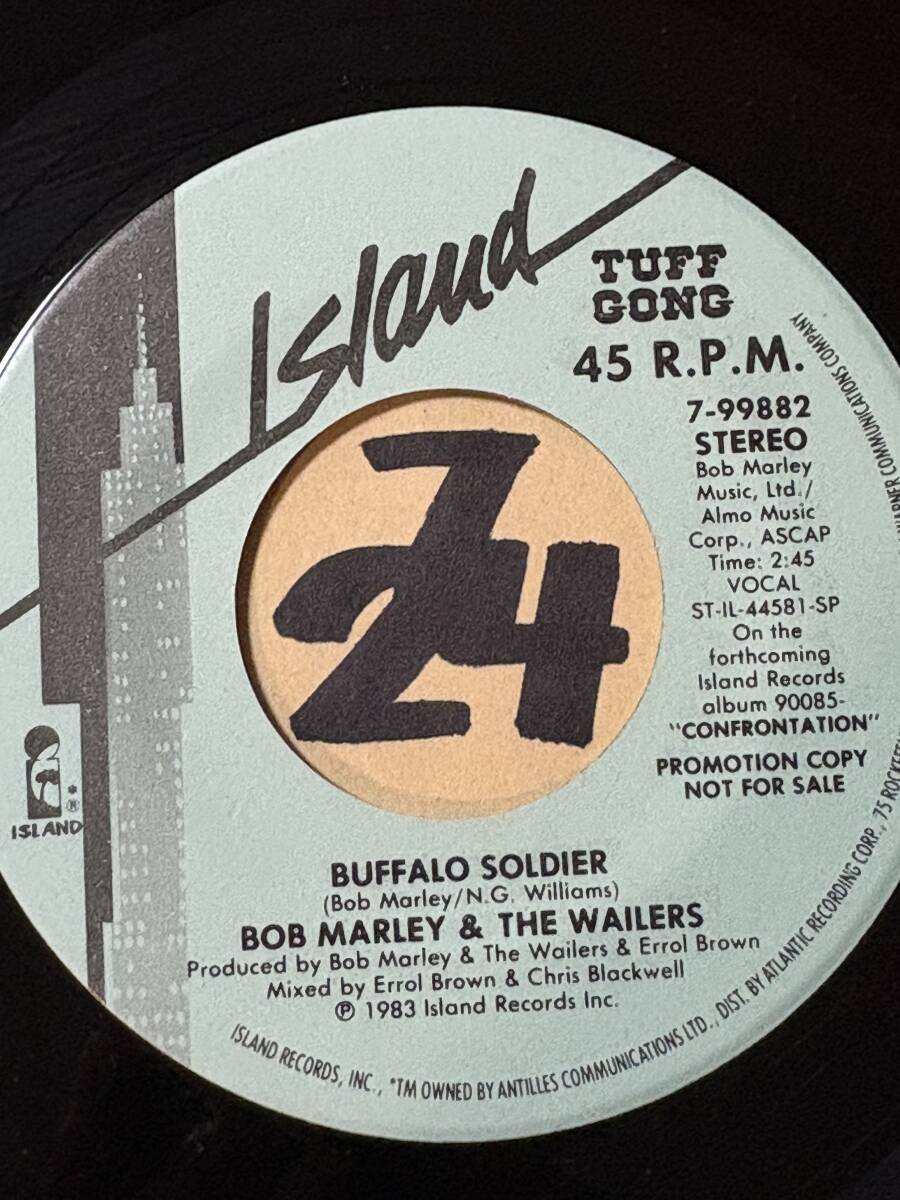 Island
TUFF
GONG
45 R.P.M.
7-99882
STEREO
Bob Marley
Music, Ltd./
Almo Music
Corp., ASCAP
Time: 2:45
VOCAL
ST-IL-44581-SP
On the
forthcoming
Island Records
album 90085-
"CONFRONTATION"
PROMOTION COPY
NOT FOR SALE
7
24
* ®
ISLAND
BUFFALO SOLDIER
(Bob Marley/N.G. Williams)
BOB MARLEY & THE WAILERS
Produced by Bob Marley & The Wailers & Errol Brown
Mixed by Errol Brown & Chris Blackwell
℗ 1983 Island Records Inc.
ISLAND RECORDS, INC., *TM OWNED BY ANTILLES COMMUNICATIONS LTD., DIST. BY ATLANTIC RECORDING CORP., 75
WARNER COMMUNICATIONS COMPANY